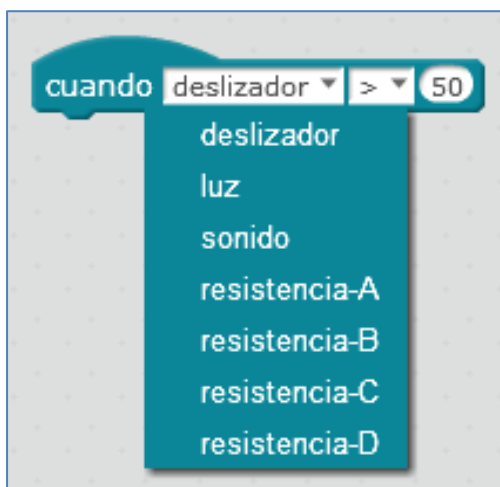 cuando deslizador > 50
deslizador
luz
sonido
resistencia-A
resistencia-B
resistencia-C
resistencia-D